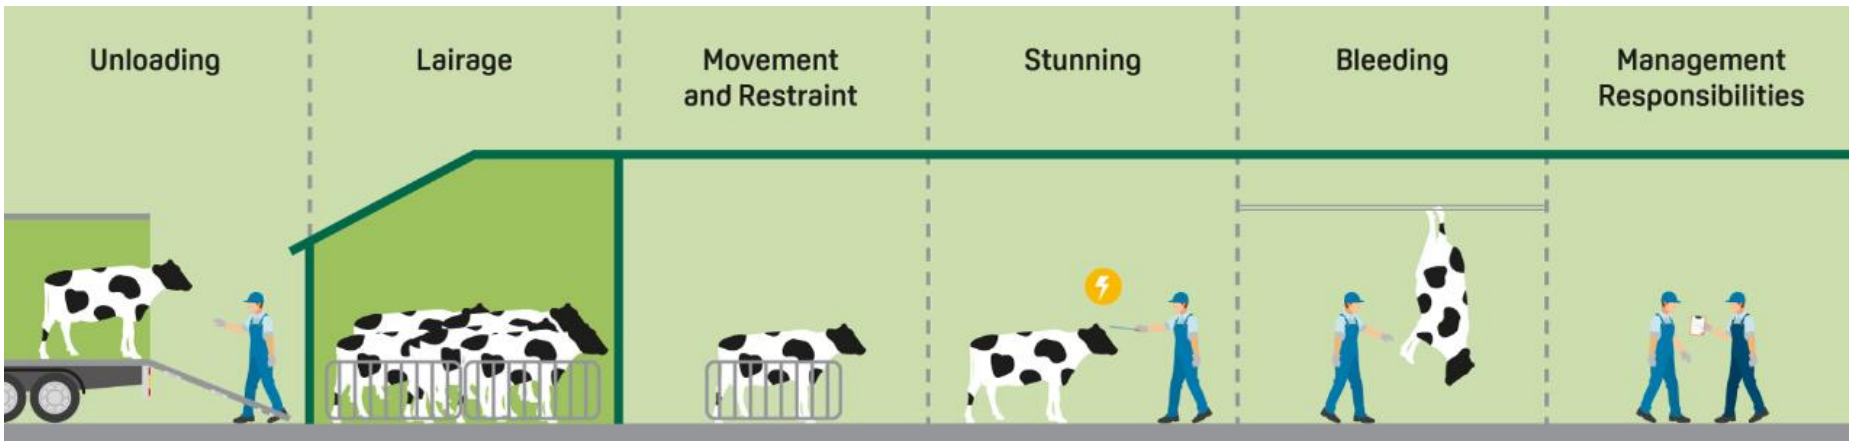 Unloading
Lairage
Movement
and Restraint
Stunning
Bleeding
Management
Responsibilities